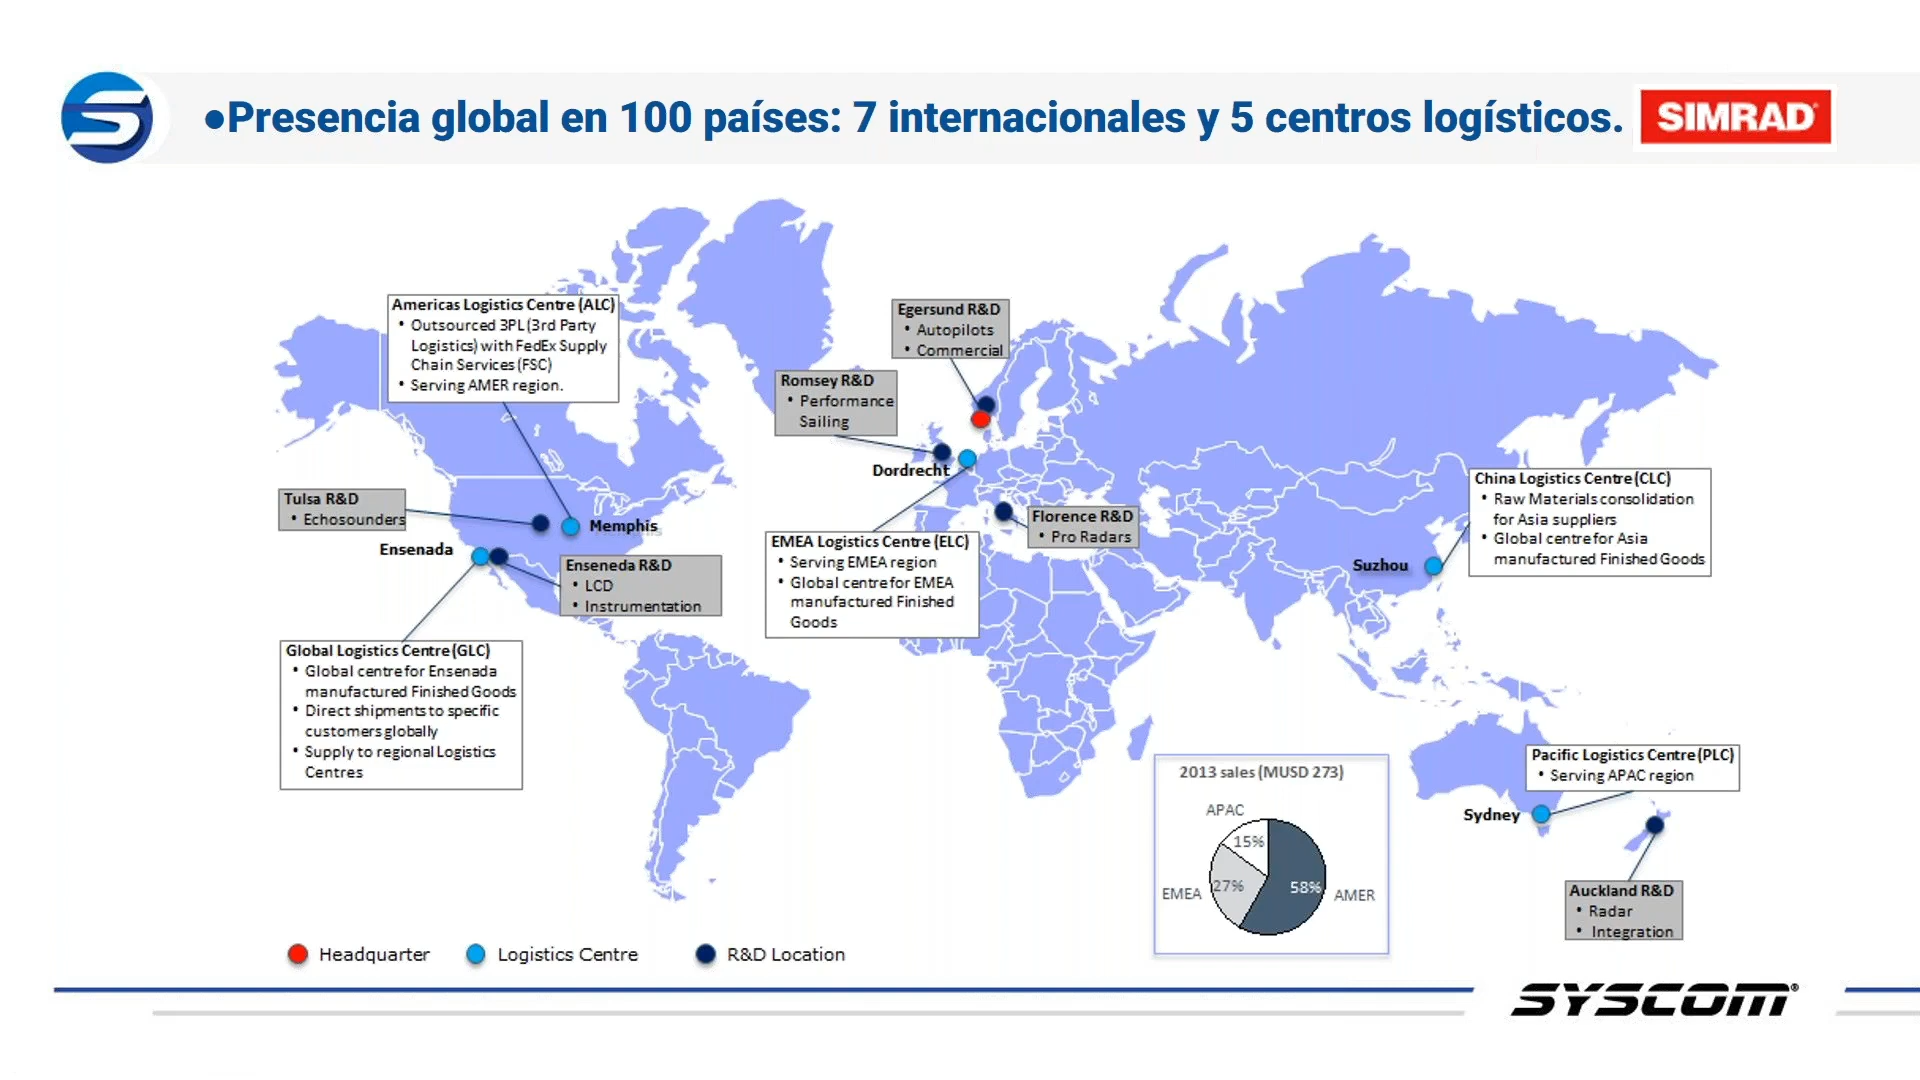 ●Presencia global en 100 países: 7 internacionales y 5 centros logísticos.
SIMRAD
Americas Logistics Centre (ALC)
• Outsourced 3PL (3rd Party
Logistics) with FedEx Supply
Chain Services (FSC)
• Serving AMER region.
Egersund R&D
• Autopilots
• Commercial
Romsey R&D
• Performance
Sailing
Dordrecht
Tulsa R&D
• Echosounders
Memphis
Ensenada
Enseneda R&D
• LCD
• Instrumentation
Florence R&D
• Pro Radars
EMEA Logistics Centre (ELC)
• Serving EMEA region
• Global centre for EMEA
manufactured Finished
Goods
China Logistics Centre (CLC)
• Raw Materials consolidation
for Asia suppliers
• Global centre for Asia
manufactured Finished Goods
Suzhou
Global Logistics Centre (GLC)
• Global centre for Ensenada
manufactured Finished Goods
• Direct shipments to specific
customers globally
• Supply to regional Logistics
Centres
Pacific Logistics Centre (PLC)
• Serving APAC region
Sydney
Auckland R&D
• Radar
• Integration
2013 sales (MUSD 273)
APAC
15%
EMEA
27%
58%
AMER
Headquarter
Logistics Centre
R&D Location
SYSCOM®